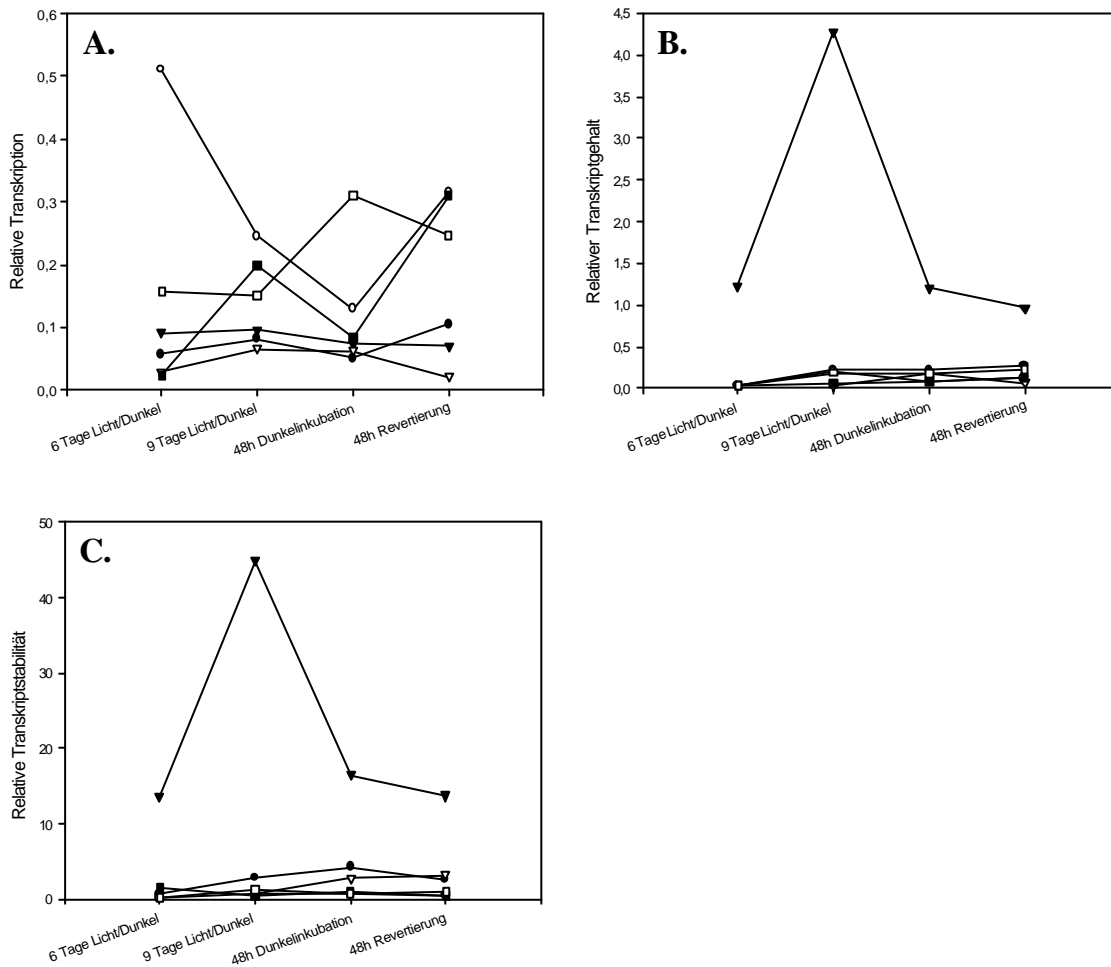 A.
Relative Transkription
0,6
0,5
0,4
0,3
0,2
0,1
0,0
6 Tage Licht/Dunkel
9 Tage Licht/Dunkel
48h Dunkelinkubation
48h Revertierung
B.
Relativer Transkriptgehalt
4,5
4,0
4,5
3,0
2,5
2,0
1,5
1,0
0,5
0,0
6 Tage Licht/Dunkel
9 Tage Licht/Dunkel
48h Dunkelinkubation
48h Revertierung
C.
Relative Transkriptstabilität
50
40
30
20
10
0
6 Tage Licht/Dunkel
9 Tage Licht/Dunkel
48h Dunkelinkubation
48h Revertierung